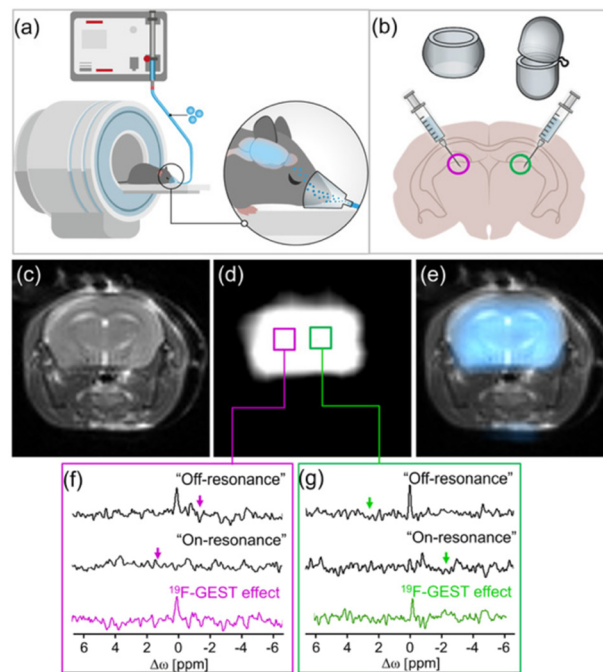 (a)
(b)
(c)
(d)
(e)
(f)
"Off-resonance"
"On-resonance"
¹⁹F-GEST effect
6 4 2 0 -2 -4 -6
Δω [ppm]
(g)
"Off-resonance"
"On-resonance"
¹⁹F-GEST effect
6 4 2 0 -2 -4 -6
Δω [ppm]